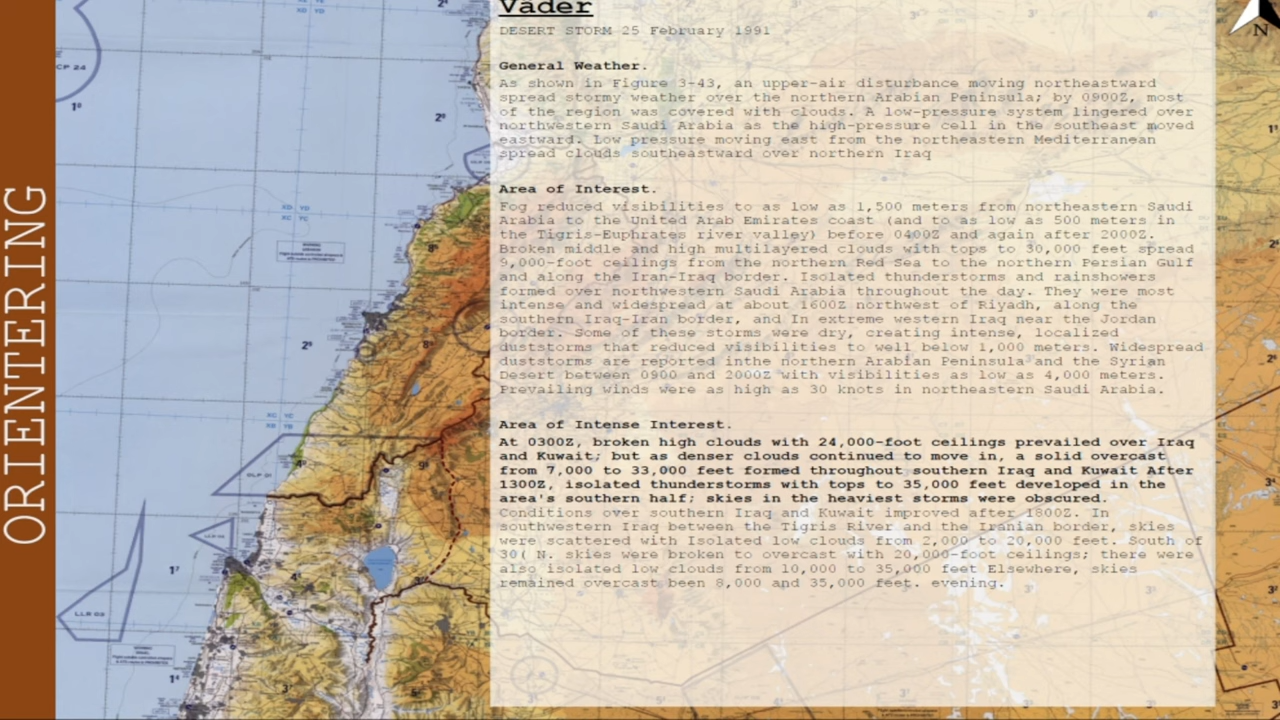 ORIENTERING
Vader
DESERT STORM 25 February 1991
General Weather.
As shown in Figure 3-43, an upper-air disturbance moving northeastward
spread stormy weather over the northern Arabian Peninsula; by 0900Z, most
of the region was covered with clouds. A low-pressure system lingered over
northwestern Saudi Arabia as the high-pressure cell in the southeast moved
eastward. Low pressure moving east from the northeastern Mediterranean
spread clouds southeastward over northern Iraq
Area of Interest.
Fog reduced visibilities to as low as 1,500 meters from northeastern Saudi
Arabia to the United Arab Emirates coast (and to as low as 500 meters in
the Tigris-Euphrates river valley) before 0400Z and again after 2000Z.
Broken middle and high multilayered clouds with tops to 30,000 feet spread
9,000-foot ceilings from the northern Red Sea to the northern Persian Gulf
and along the Iran-Iraq border. Isolated thunderstorms and rainshowers
formed over northwestern Saudi Arabia throughout the day. They were most
intense and widespread at about 1600Z northwest of Riyadh, along the
southern Iraq-Iran border, and In extreme western Iraq near the Jordan
border. Some of these storms were dry, creating intense, localized
duststorms that reduced visibilities to well below 1,000 meters. Widespread
duststorms are reported inthe northern Arabian Peninsula and the Syrian
Desert between 0900 and 2000Z with visibilities as low as 4,000 meters.
Prevailing winds were as high as 30 knots in northeastern Saudi Arabia.
Area of Intense Interest.
At 0300Z, broken high clouds with 24,000-foot ceilings prevailed over Iraq
and Kuwait; but as denser clouds continued to move in, a solid overcast
from 7,000 to 33,000 feet formed throughout southern Iraq and Kuwait After
1300Z, isolated thunderstorms with tops to 35,000 feet developed in the
area's southern half; skies in the heaviest storms were obscured.
Conditions over southern Iraq and Kuwait improved after 1800Z. In
southwestern Iraq between the Tigris River and the Iranian border, skies
were scattered with Isolated low clouds from 2,000 to 20,000 feet. South of
30( N. skies were broken to overcast with 20,000-foot ceilings; there were
also isolated low clouds from 10,000 to 35,000 feet Elsewhere, skies
remained overcast been 8,000 and 35,000 feet. evening.
N
CP 24
LLR 03